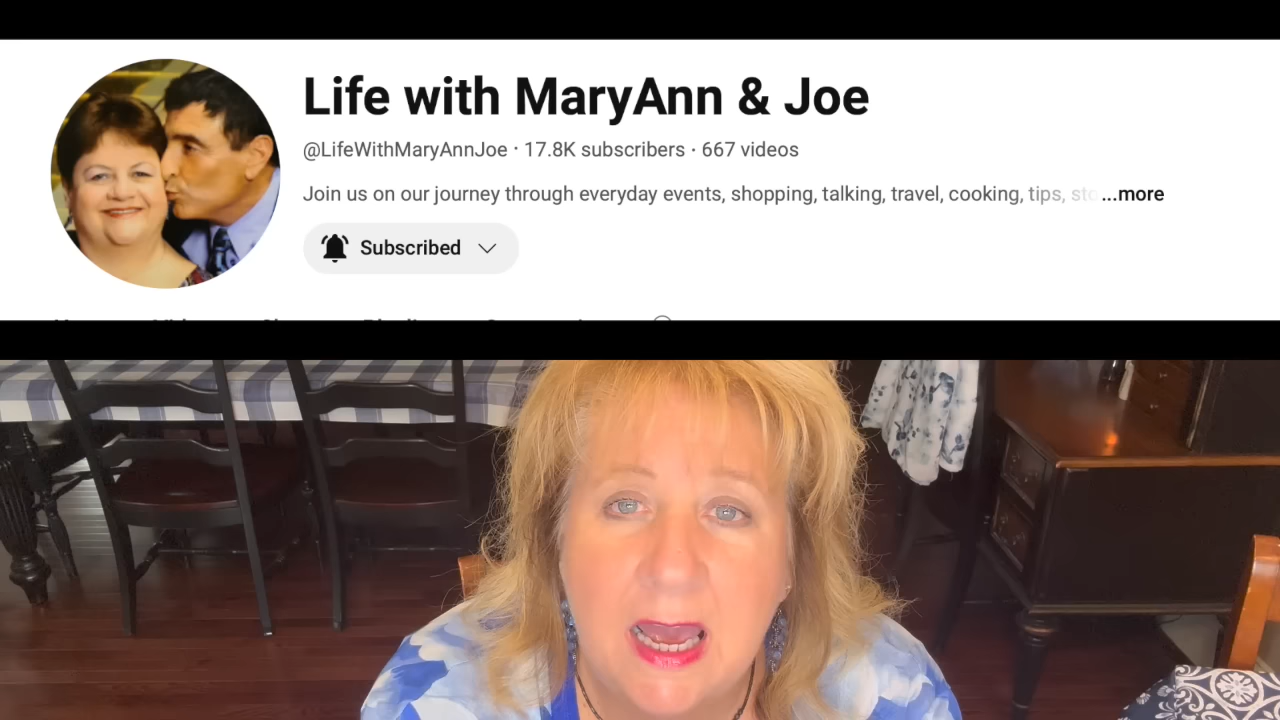 Life with MaryAnn & Joe
@LifeWithMaryAnnJoe · 17.8K subscribers · 667 videos
Join us on our journey through everyday events, shopping, talking, travel, cooking, tips, ...more
Subscribed